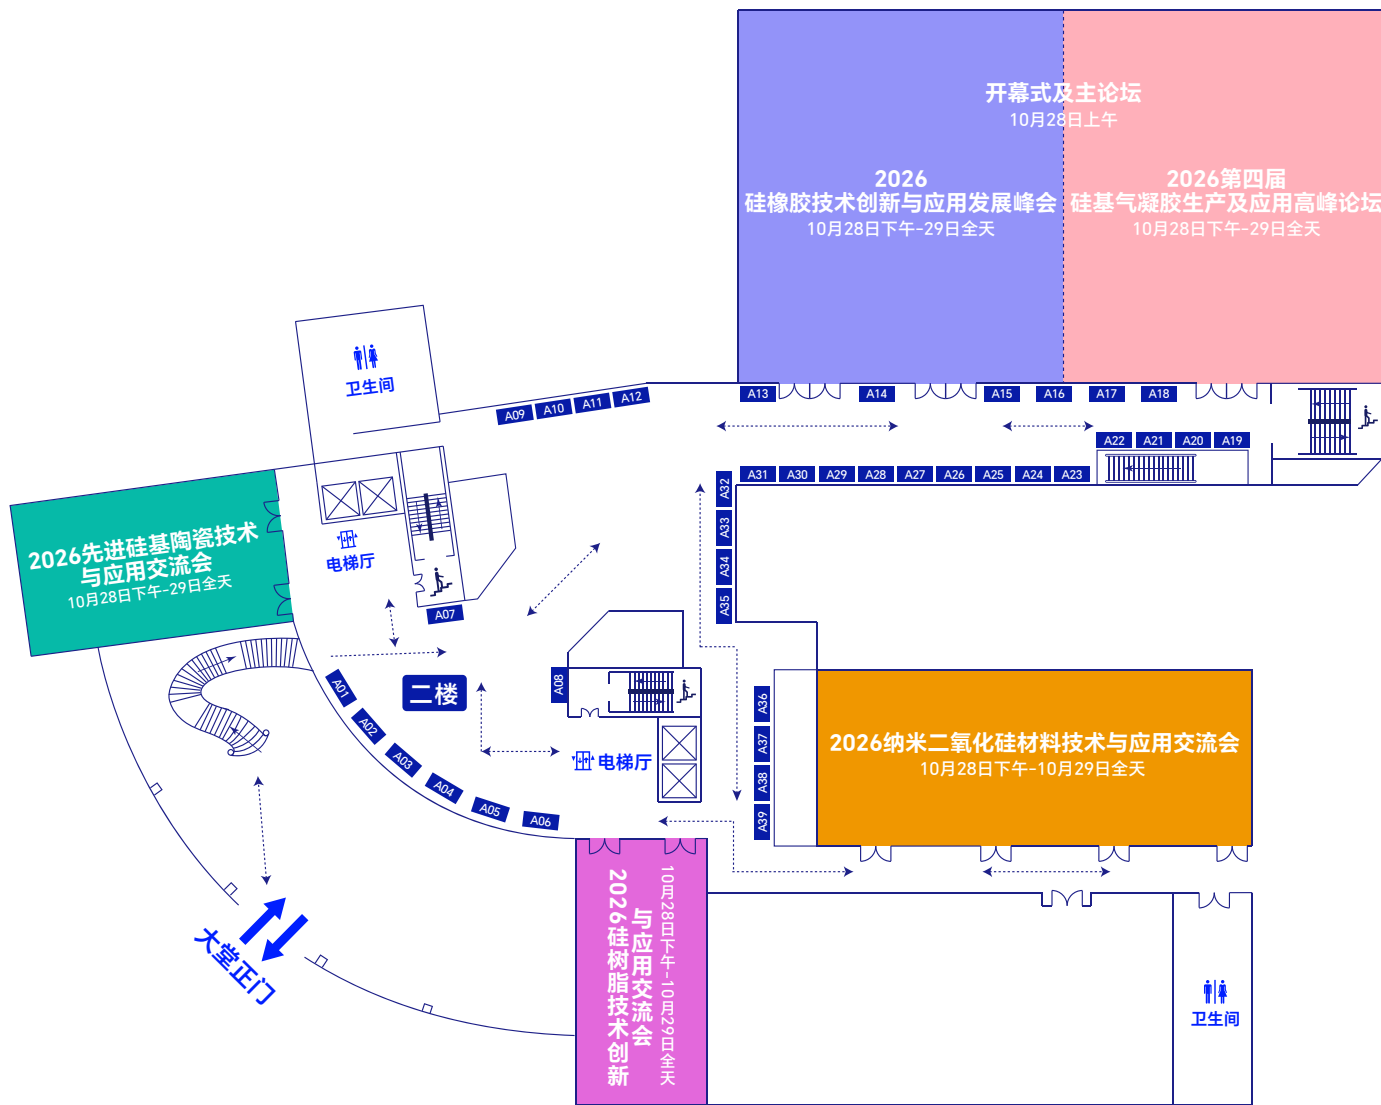 开幕式及主论坛
10月28日上午
2026
硅橡胶技术创新与应用发展峰会
10月28日下午-29日全天
2026第四届
硅基气凝胶生产及应用高峰论坛
10月28日下午-29日全天
卫生间
A09
A10
A11
A12
A13
A14
A15
A16
A17
A18
A22
A21
A20
A19
A31
A30
A29
A28
A27
A26
A25
A24
A23
A32
A33
A34
A35
2026先进硅基陶瓷技术
与应用交流会
10月28日下午-29日全天
电梯厅
A07
二楼
A08
电梯厅
A01
A02
A03
A04
A05
A06
A36
A37
A38
A39
2026纳米二氧化硅材料技术与应用交流会
10月28日下午-10月29日全天
2026硅树脂技术创新
与应用交流会
10月28日下午-10月29日全天
大堂正门
卫生间